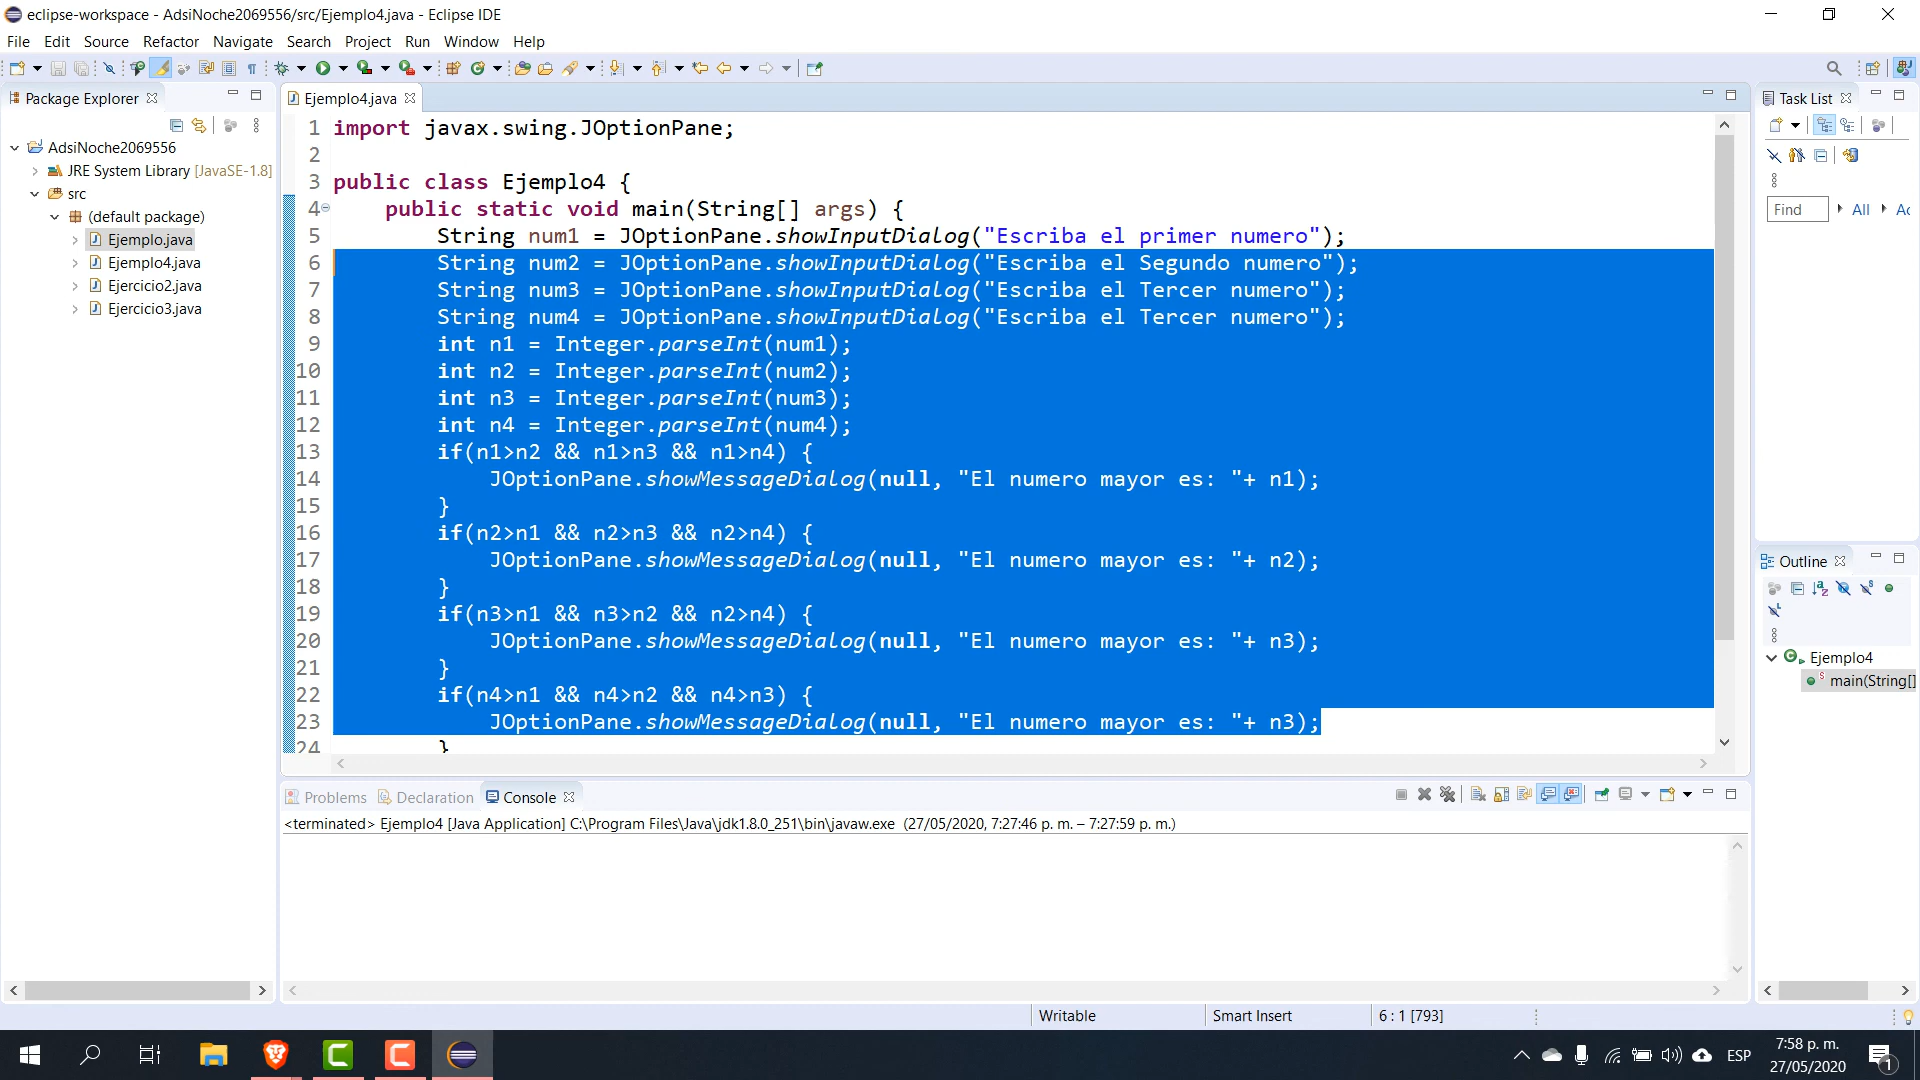 eclipse-workspace - AdsiNoche2069556/src/Ejemplo4.java - Eclipse IDE
File Edit Source Refactor Navigate Search Project Run Window Help
Package Explorer
AdsiNoche2069556
JRE System Library [JavaSE-1.8]
src
(default package)
Ejemplo.java
Ejemplo4.java
Ejercicio2.java
Ejercicio3.java
Ejemplo4.java
1 import javax.swing.JOptionPane;
2
3 public class Ejemplo4 {
4 public static void main(String[] args) {
5 String num1 = JOptionPane.showInputDialog("Escriba el primer numero");
6 String num2 = JOptionPane.showInputDialog("Escriba el Segundo numero");
7 String num3 = JOptionPane.showInputDialog("Escriba el Tercer numero");
8 String num4 = JOptionPane.showInputDialog("Escriba el Tercer numero");
9 int n1 = Integer.parseInt(num1);
10 int n2 = Integer.parseInt(num2);
11 int n3 = Integer.parseInt(num3);
12 int n4 = Integer.parseInt(num4);
13 if(n1>n2 && n1>n3 && n1>n4) {
14 JOptionPane.showMessageDialog(null, "El numero mayor es: "+ n1);
15 }
16 if(n2>n1 && n2>n3 && n2>n4) {
17 JOptionPane.showMessageDialog(null, "El numero mayor es: "+ n2);
18 }
19 if(n3>n1 && n3>n2 && n2>n4) {
20 JOptionPane.showMessageDialog(null, "El numero mayor es: "+ n3);
21 }
22 if(n4>n1 && n4>n2 && n4>n3) {
23 JOptionPane.showMessageDialog(null, "El numero mayor es: "+ n3);
24 }
Task List
Find All Ac
Outline
Ejemplo4
main(String[]
Problems Declaration Console
<terminated> Ejemplo4 [Java Application] C:\Program Files\Java\jdk1.8.0_251\bin\javaw.exe (27/05/2020, 7:27:46 p. m. – 7:27:59 p. m.)
Writable Smart Insert 6 : 1 [793]
ESP
7:58 p. m.
27/05/2020
1